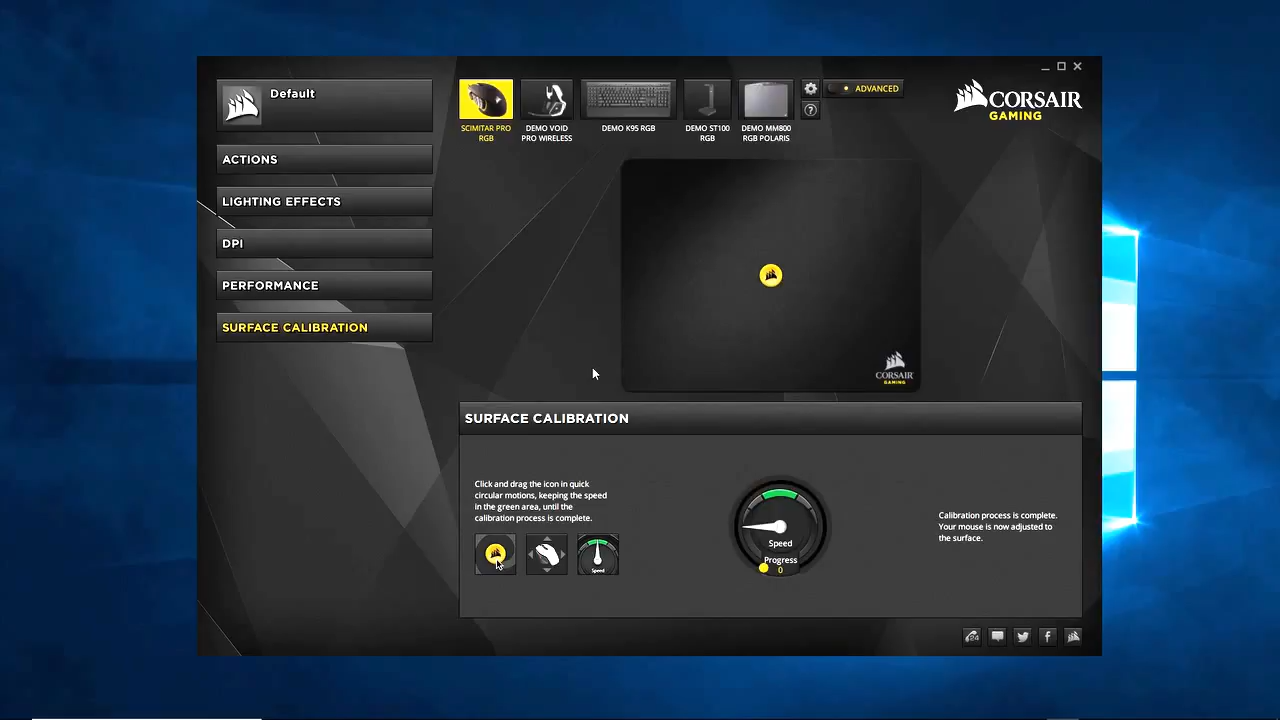 Default
ACTIONS
LIGHTING EFFECTS
DPI
PERFORMANCE
SURFACE CALIBRATION
SCIMITAR PRO
RGB
DEMO VOID
PRO WIRELESS
DEMO K95 RGB
DEMO ST100
RGB
DEMO MM800
RGB POLARIS
?
ADVANCED
CORSAIR
GAMING
CORSAIR
GAMING
SURFACE CALIBRATION
Click and drag the icon in quick
circular motions, keeping the speed
in the green area, until the
calibration process is complete.
Speed
Speed
Progress
0
Calibration process is complete.
Your mouse is now adjusted to
the surface.
24